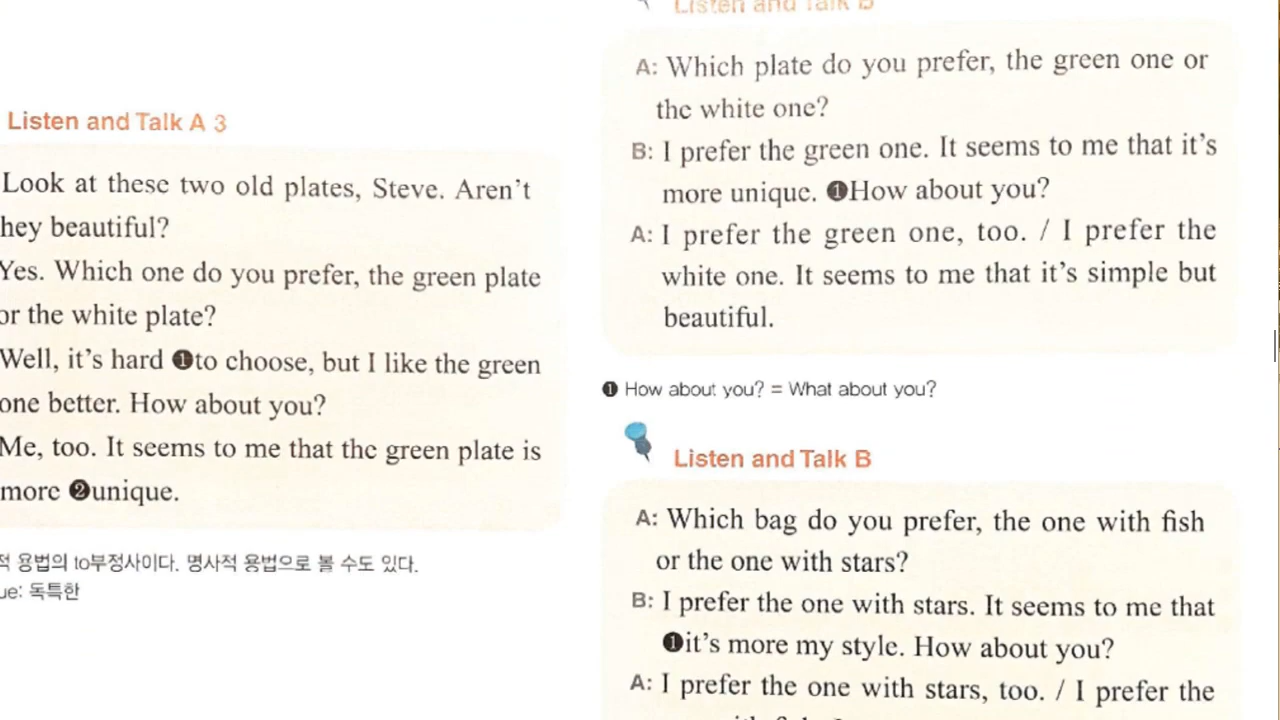 Listen and Talk A 3
Look at these two old plates, Steve. Aren't
hey beautiful?
Yes. Which one do you prefer, the green plate
or the white plate?
Well, it's hard ❶to choose, but I like the green
one better. How about you?
Me, too. It seems to me that the green plate is
more ❷unique.
적 용법의 to부정사이다. 명사적 용법으로 볼 수도 있다.
ue: 독특한
Listen and Talk B
A: Which plate do you prefer, the green one or
the white one?
B: I prefer the green one. It seems to me that it's
more unique. ❶How about you?
A: I prefer the green one, too. / I prefer the
white one. It seems to me that it's simple but
beautiful.
❶ How about you? = What about you?
Listen and Talk B
A: Which bag do you prefer, the one with fish
or the one with stars?
B: I prefer the one with stars. It seems to me that
❶it's more my style. How about you?
A: I prefer the one with stars, too. / I prefer the